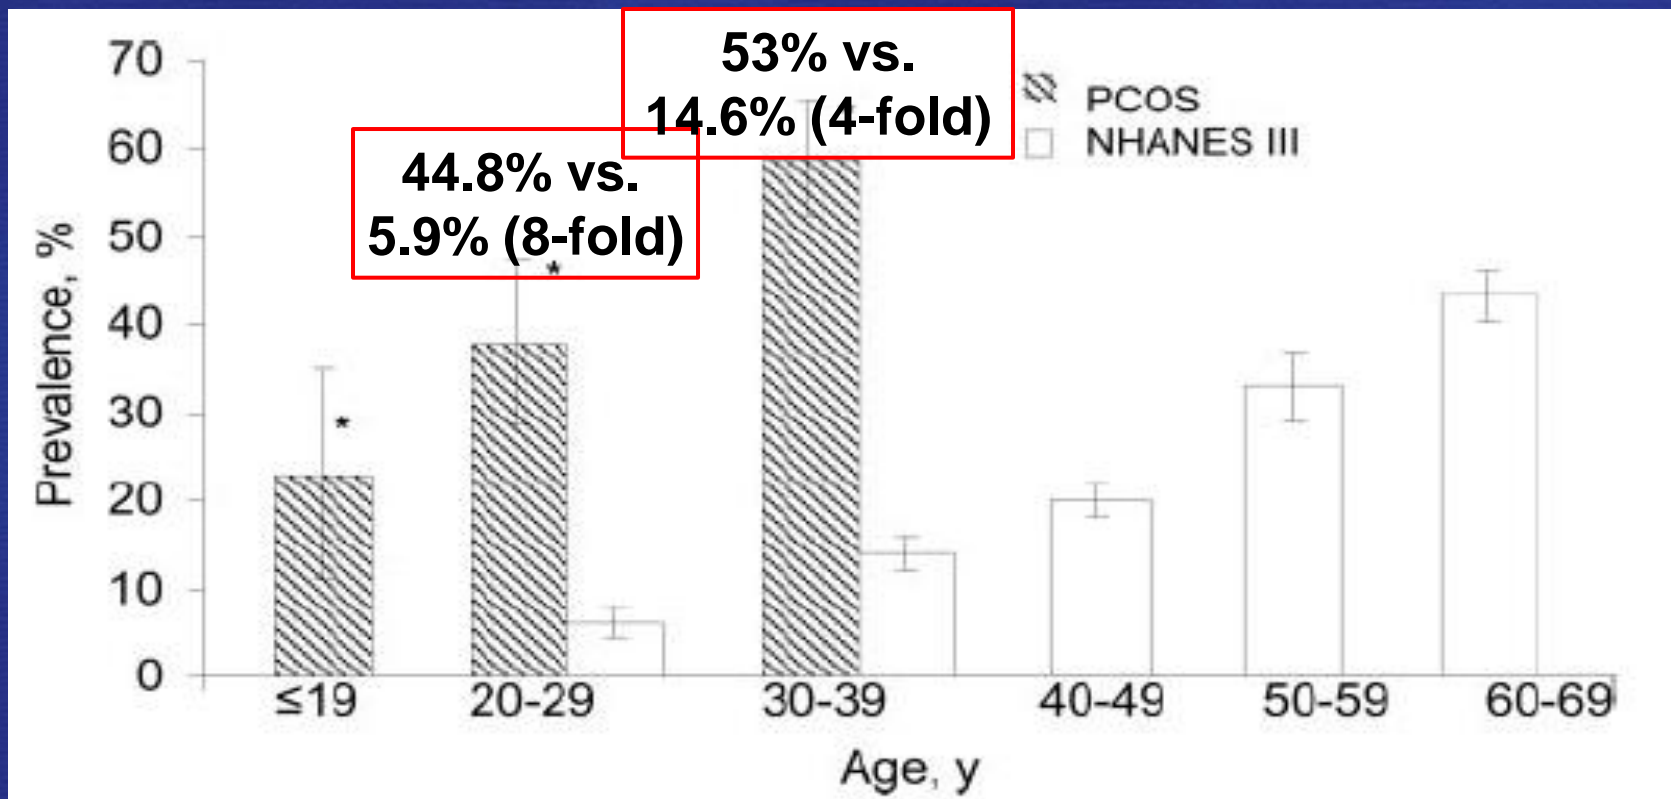 53% vs.
14.6% (4-fold)
44.8% vs.
5.9% (8-fold)
PCOS
NHANES III
Prevalence, %
70
60
50
40
30
20
10
0
*
*
≤19
20-29
30-39
40-49
50-59
60-69
Age, y